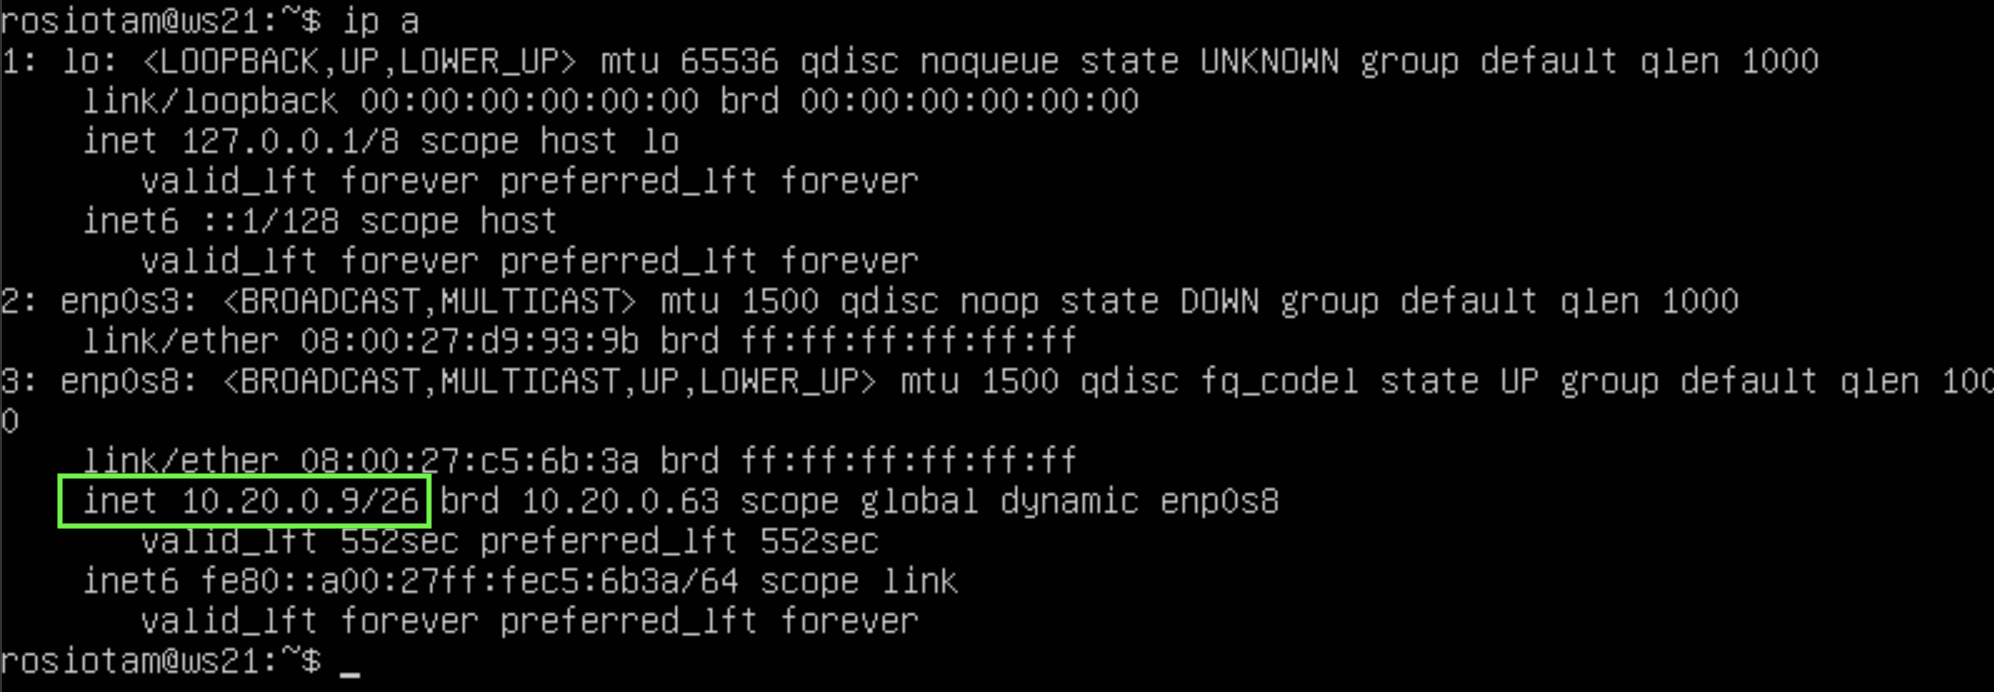 rosiotam@ws21:~$ ip a
1: lo: <LOOPBACK,UP,LOWER_UP> mtu 65536 qdisc noqueue state UNKNOWN group default qlen 1000
    link/loopback 00:00:00:00:00:00 brd 00:00:00:00:00:00
    inet 127.0.0.1/8 scope host lo
       valid_lft forever preferred_lft forever
    inet6 ::1/128 scope host
       valid_lft forever preferred_lft forever
2: enp0s3: <BROADCAST,MULTICAST> mtu 1500 qdisc noop state DOWN group default qlen 1000
    link/ether 08:00:27:d9:93:9b brd ff:ff:ff:ff:ff:ff
3: enp0s8: <BROADCAST,MULTICAST,UP,LOWER_UP> mtu 1500 qdisc fq_codel state UP group default qlen 100
0
    link/ether 08:00:27:c5:6b:3a brd ff:ff:ff:ff:ff:ff
    inet 10.20.0.9/26 brd 10.20.0.63 scope global dynamic enp0s8
       valid_lft 552sec preferred_lft 552sec
    inet6 fe80::a00:27ff:fec5:6b3a/64 scope link
       valid_lft forever preferred_lft forever
rosiotam@ws21:~$ _